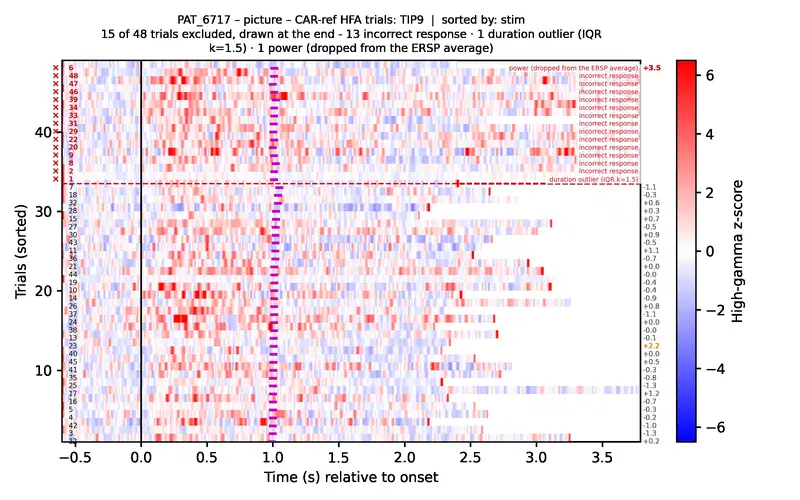 PAT_6717 – picture – CAR-ref HFA trials: TIP9 | sorted by: stim
15 of 48 trials excluded, drawn at the end - 13 incorrect response · 1 duration outlier (IQR
k=1.5) · 1 power (dropped from the ERSP average)
× 6 power (dropped from the ERSP average) +3.5
× 48 incorrect response
× 47 incorrect response
× 46 incorrect response
× 39 incorrect response
× 34 incorrect response
× 33 incorrect response
× 31 incorrect response
× 29 incorrect response
× 22 incorrect response
× 20 incorrect response
× 9 incorrect response
× 8 incorrect response
× 2 incorrect response
× 1 duration outlier (IQR k=1.5)
7 -1.1
18 -0.3
32 +0.6
28 +0.3
15 +0.7
27 -0.5
30 +0.9
43 -0.5
11 +1.1
36 -0.7
21 +0.0
44 -0.0
19 -0.4
10 -0.4
14 -0.9
26 +0.8
37 -1.1
24 +0.0
38 -0.0
13 -0.1
23 +2.2
40 +0.0
45 +0.5
41 -0.3
35 -0.8
25 -1.3
17 +1.2
16 -0.7
5 -0.3
4 -0.2
42 -1.0
3 -1.3
12 +0.2
40
30
20
10
Trials (sorted)
−0.5 0.0 0.5 1.0 1.5 2.0 2.5 3.0 3.5
Time (s) relative to onset
6
4
2
0
−2
−4
−6
High-gamma z-score